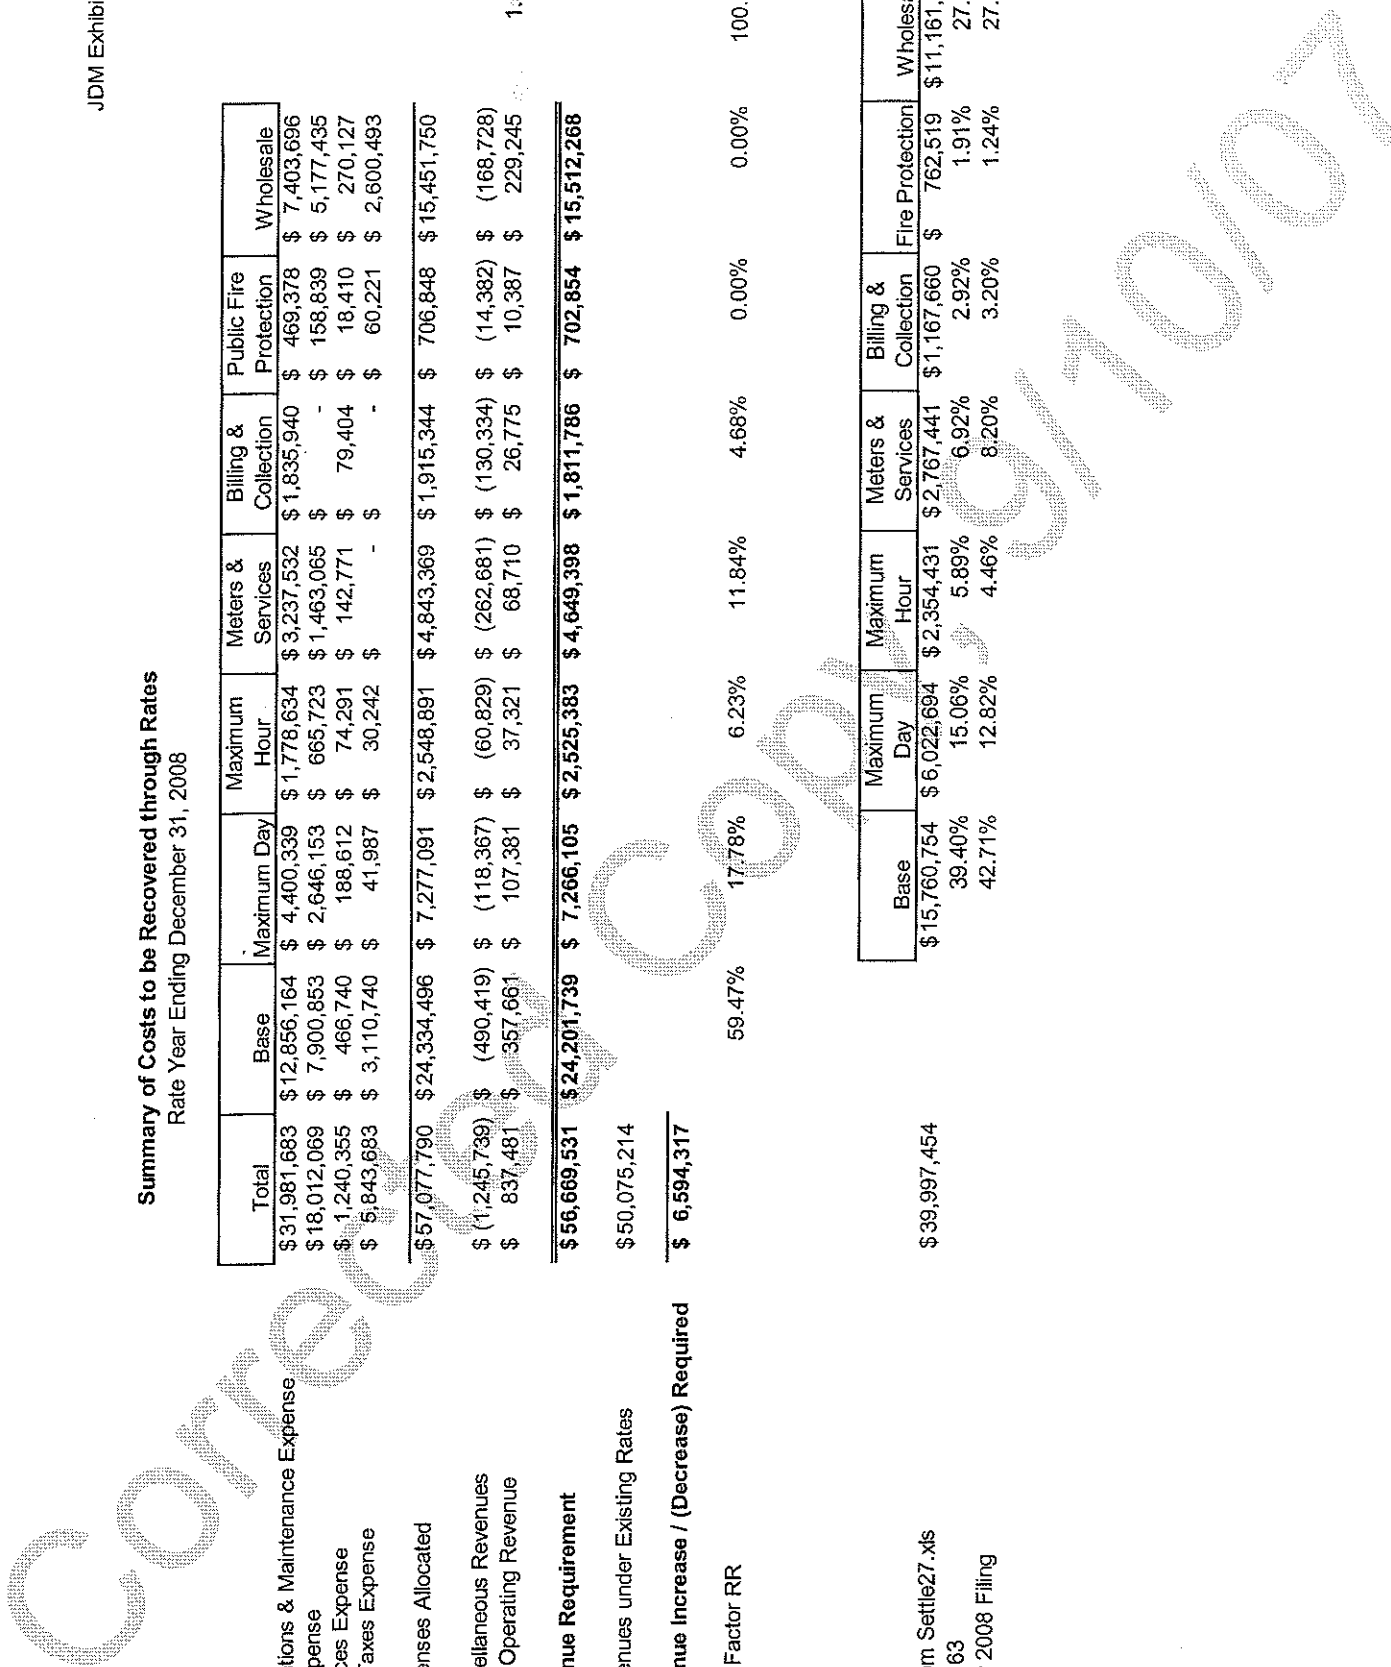 JDM Exhibi
Summary of Costs to be Recovered through Rates
Rate Year Ending December 31, 2008
Total Base Maximum Day Maximum Hour Meters & Services Billing & Collection Public Fire Protection Wholesale
tions & Maintenance Expense $31,981,683 $12,856,164 $ 4,400,339 $ 1,778,634 $ 3,237,532 $ 1,835,940 $ 469,378 $ 7,403,696
pense $18,012,069 $ 7,900,853 $ 2,646,153 $ 665,723 $ 1,463,065 $ - $ 158,839 $ 5,177,435
ces Expense $ 1,240,355 $ 466,740 $ 188,612 $ 74,291 $ 142,771 $ 79,404 $ 18,410 $ 270,127
Taxes Expense $ 5,843,683 $ 3,110,740 $ 41,987 $ 30,242 $ - $ - $ 60,221 $ 2,600,493
enses Allocated $57,077,790 $24,334,496 $ 7,277,091 $ 2,548,891 $ 4,843,369 $ 1,915,344 $ 706,848 $15,451,750
ellaneous Revenues $ (1,245,739) $ (490,419) $ (118,367) $ (60,829) $ (262,681) $ (130,334) $ (14,382) $ (168,728)
Operating Revenue $ 837,481 $ 357,661 $ 107,381 $ 37,321 $ 68,710 $ 26,775 $ 10,387 $ 229,245 1.
nue Requirement $56,669,531 $24,201,739 $ 7,266,105 $ 2,525,383 $ 4,649,398 $ 1,811,786 $ 702,854 $15,512,268
enues under Existing Rates $50,075,214
nue Increase / (Decrease) Required $ 6,594,317
Factor RR 59.47% 17.78% 6.23% 11.84% 4.68% 0.00% 0.00% 100.
Base Maximum Day Maximum Hour Meters & Services Billing & Collection Fire Protection Wholesa
m Settle27.xls $39,997,454 $15,760,754 $ 6,022,694 $ 2,354,431 $ 2,767,441 $1,167,660 $ 762,519 $11,161,
63 39.40% 15.06% 5.89% 6.92% 2.92% 1.91% 27.
2008 Filing 42.71% 12.82% 4.46% 8.20% 3.20% 1.24% 27.
Corrected Copy, 9/10/07